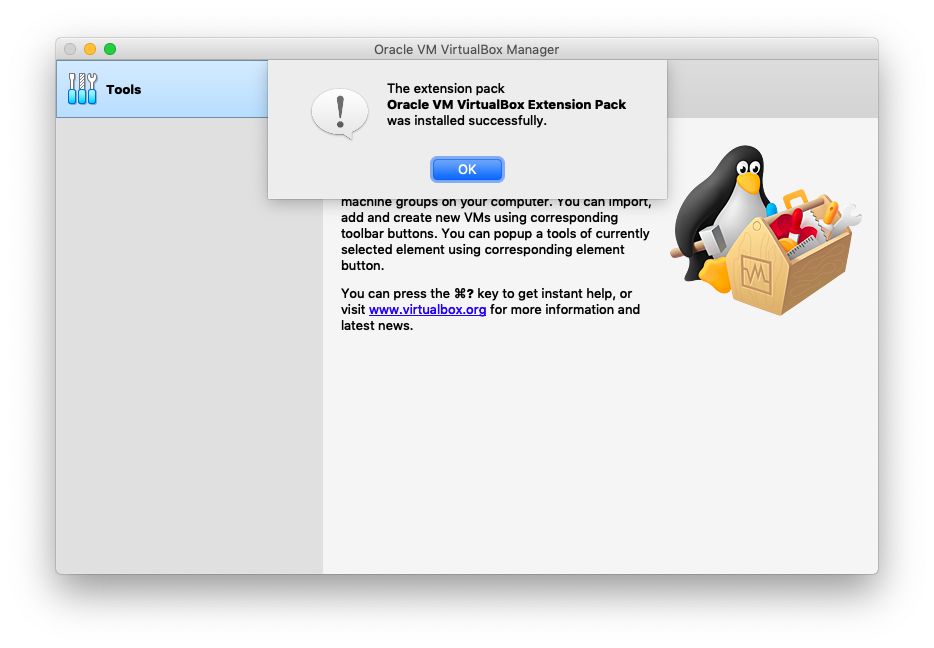 Oracle VM VirtualBox Manager
Tools
The extension pack
Oracle VM VirtualBox Extension Pack
was installed successfully.
OK
machine groups on your computer. You can import,
add and create new VMs using corresponding
toolbar buttons. You can popup a tools of currently
selected element using corresponding element
button.
You can press the ⌘? key to get instant help, or
visit www.virtualbox.org for more information and
latest news.